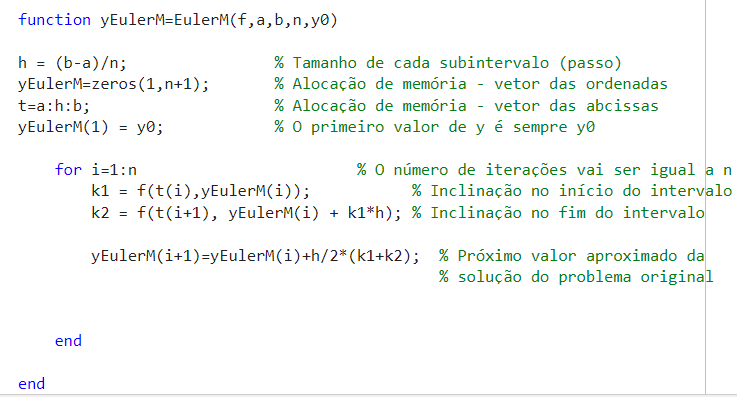 function yEulerM=EulerM(f,a,b,n,y0)
h = (b-a)/n; % Tamanho de cada subintervalo (passo)
yEulerM=zeros(1,n+1); % Alocação de memória - vetor das ordenadas
t=a:h:b; % Alocação de memória - vetor das abcissas
yEulerM(1) = y0; % O primeiro valor de y é sempre y0
for i=1:n % O número de iterações vai ser igual a n
k1 = f(t(i),yEulerM(i)); % Inclinação no início do intervalo
k2 = f(t(i+1), yEulerM(i) + k1*h); % Inclinação no fim do intervalo
yEulerM(i+1)=yEulerM(i)+h/2*(k1+k2); % Próximo valor aproximado da
% solução do problema original
end
end